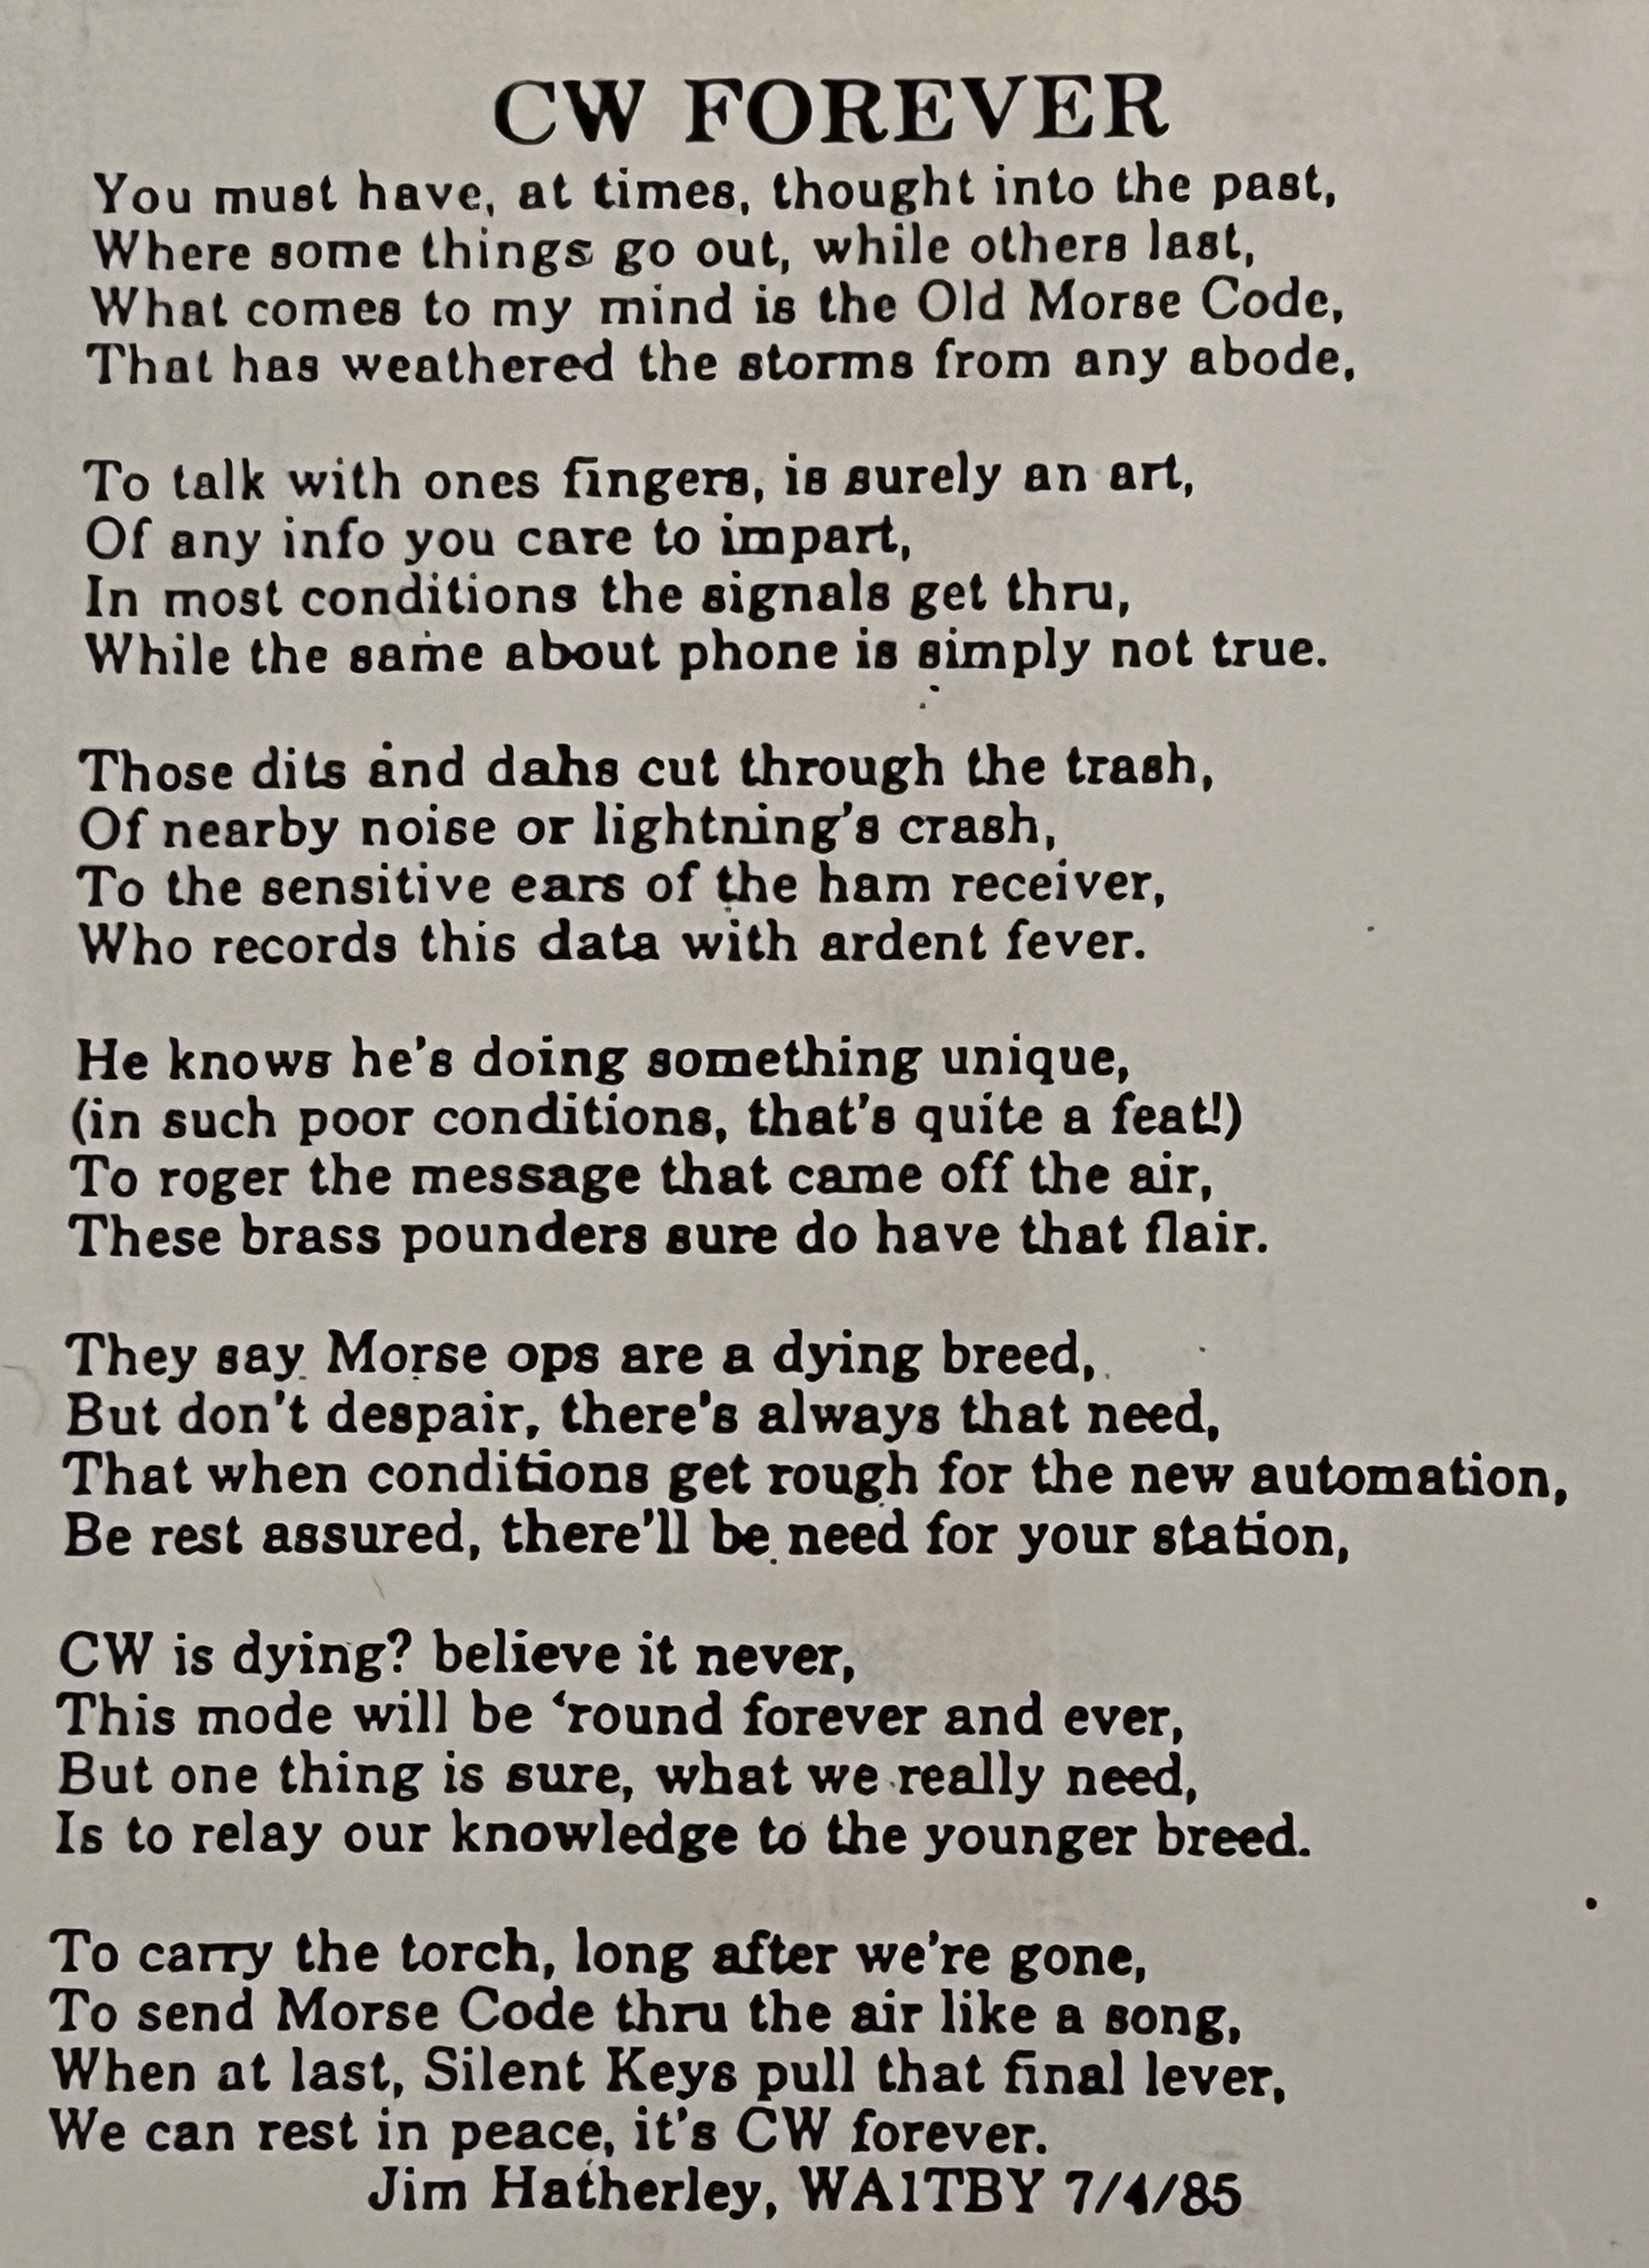 CW FOREVER
You must have, at times, thought into the past,
Where some things go out, while others last,
What comes to my mind is the Old Morse Code,
That has weathered the storms from any abode,
To talk with ones fingers, is surely an art,
Of any info you care to impart,
In most conditions the signals get thru,
While the same about phone is simply not true.
Those dits and dahs cut through the trash,
Of nearby noise or lightning's crash,
To the sensitive ears of the ham receiver,
Who records this data with ardent fever.
He knows he's doing something unique,
(in such poor conditions, that's quite a feat!)
To roger the message that came off the air,
These brass pounders sure do have that flair.
They say Morse ops are a dying breed,
But don't despair, there's always that need,
That when conditions get rough for the new automation,
Be rest assured, there'll be need for your station,
CW is dying? believe it never,
This mode will be ‘round forever and ever,
But one thing is sure, what we really need,
Is to relay our knowledge to the younger breed.
To carry the torch, long after we're gone,
To send Morse Code thru the air like a song,
When at last, Silent Keys pull that final lever,
We can rest in peace, it's CW forever.
Jim Hatherley, WA1TBY 7/4/85